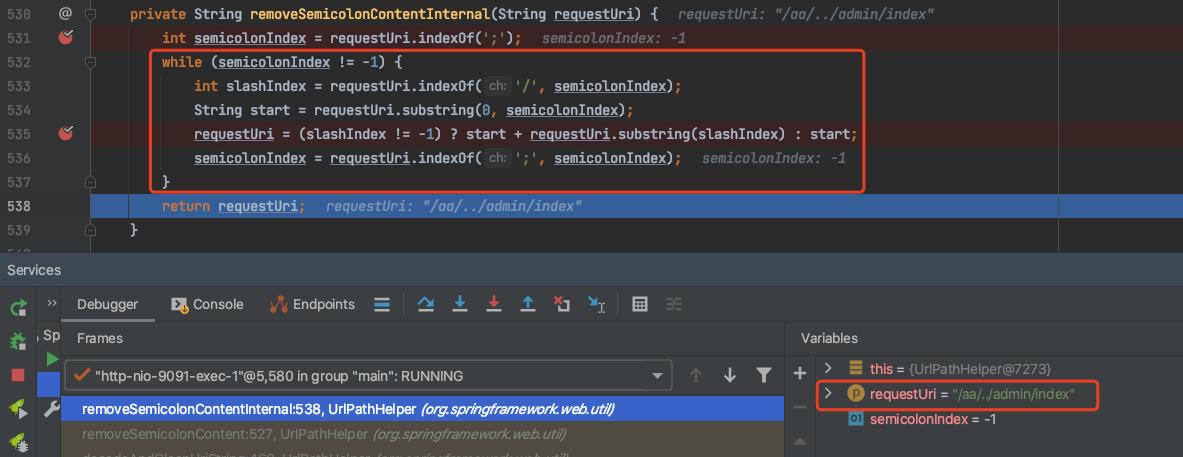 530 @ private String removeSemicolonContentInternal(String requestUri) { requestUri: "/aa/../admin/index"
531 int semicolonIndex = requestUri.indexOf(';'); semicolonIndex: -1
532 while (semicolonIndex != -1) {
533 int slashIndex = requestUri.indexOf( ch: '/', semicolonIndex);
534 String start = requestUri.substring(0, semicolonIndex);
535 requestUri = (slashIndex != -1) ? start + requestUri.substring(slashIndex) : start;
536 semicolonIndex = requestUri.indexOf( ch: ';', semicolonIndex); semicolonIndex: -1
537 }
538 return requestUri; requestUri: "/aa/../admin/index"
539 }
Services
Debugger Console Endpoints
Sp
Frames
Variables
"http-nio-9091-exec-1"@5,580 in group "main": RUNNING
this = {UrlPathHelper@7273}
requestUri = "/aa/../admin/index"
removeSemicolonContentInternal:538, UrlPathHelper (org.springframework.web.util)
semicolonIndex = -1
removeSemicolonContent:527, UrlPathHelper (org.springframework.web.util)